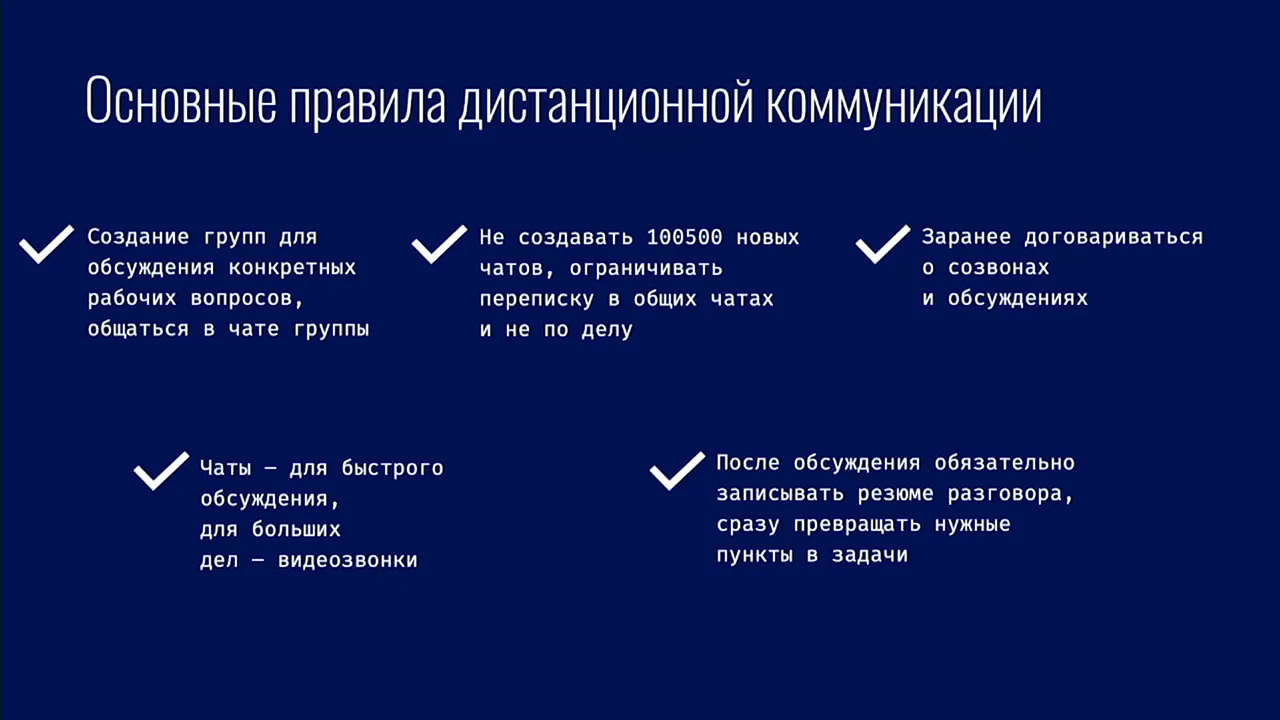 Основные правила дистанционной коммуникации
Создание групп для
обсуждения конкретных
рабочих вопросов,
общаться в чате группы
Не создавать 100500 новых
чатов, ограничивать
переписку в общих чатах
и не по делу
Заранее договариваться
о созвонах
и обсуждениях
Чаты – для быстрого
обсуждения,
для больших
дел – видеозвонки
После обсуждения обязательно
записывать резюме разговора,
сразу превращать нужные
пункты в задачи